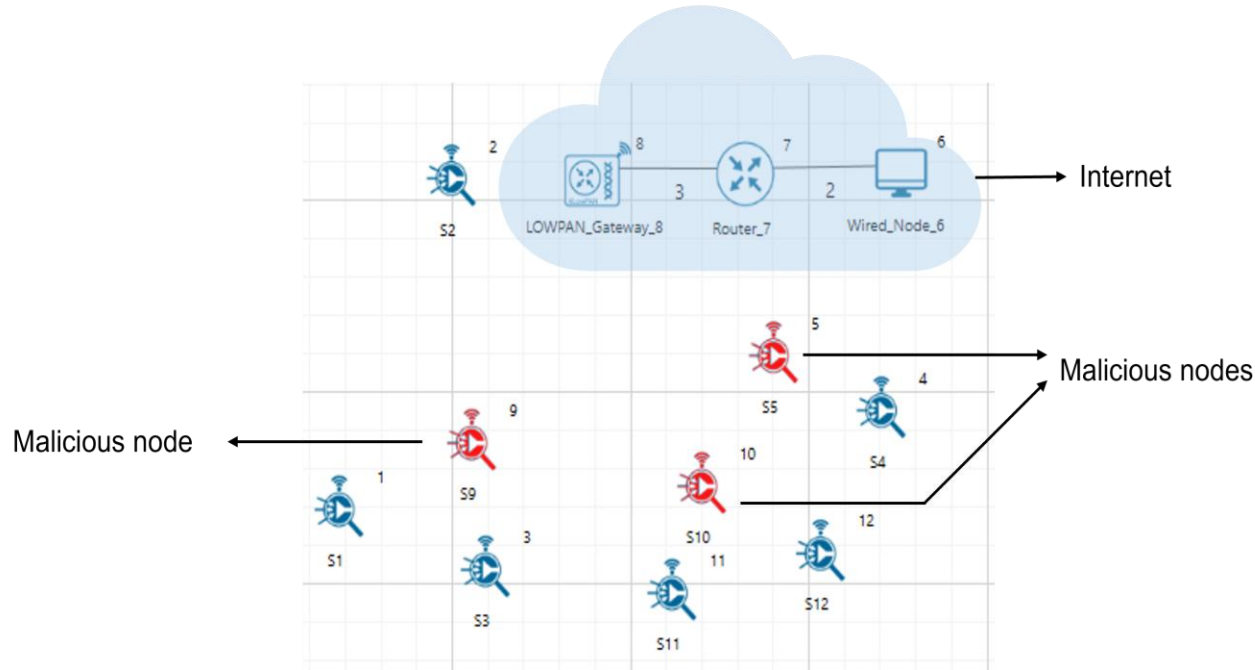 2
8
7
6
3
2
Internet
S2
LOWPAN_Gateway_8
Router_7
Wired_Node_6
5
Malicious nodes
S5
4
S4
9
Malicious node
S9
10
S10
1
S1
3
S3
11
S11
12
S12